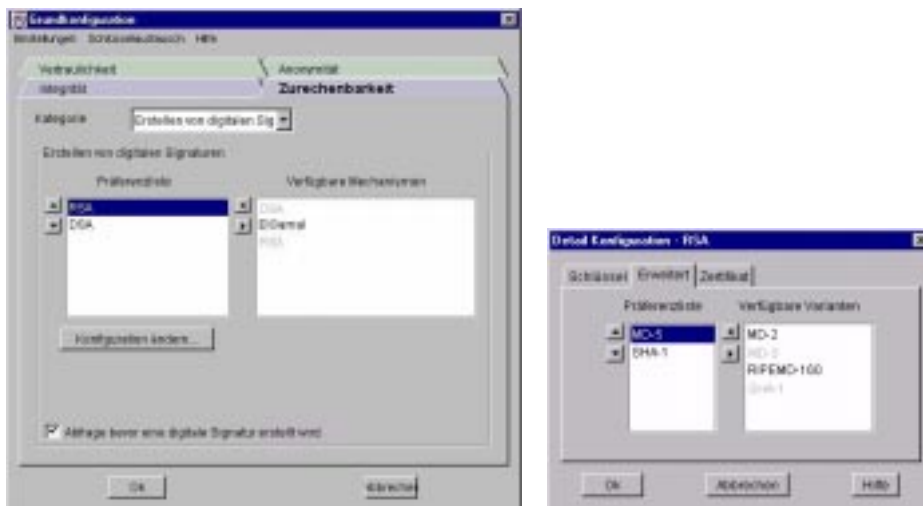 Grundkonfiguration
Einstellungen Schlüsselaustausch Hilfe
Vertraulichkeit Anonymität
Integrität Zurechenbarkeit
Kategorie Erstellen von digitalen Sig
Erstellen von digitalen Signaturen
Präferenzliste Verfügbare Mechanismen
RSA DSA
DSA ElGamal
RSA
Konfiguration ändern...
Abfrage bevor eine digitale Signatur erstellt wird
Ok Abbrechen
Detail Konfiguration - RSA
Schlüssel Erweitert Zertifikat
Präferenzliste Verfügbare Varianten
MD-5 MD-2
SHA-1 MD-5
RIPEMD-160
SHA-1
Ok Abbrechen Hilfe